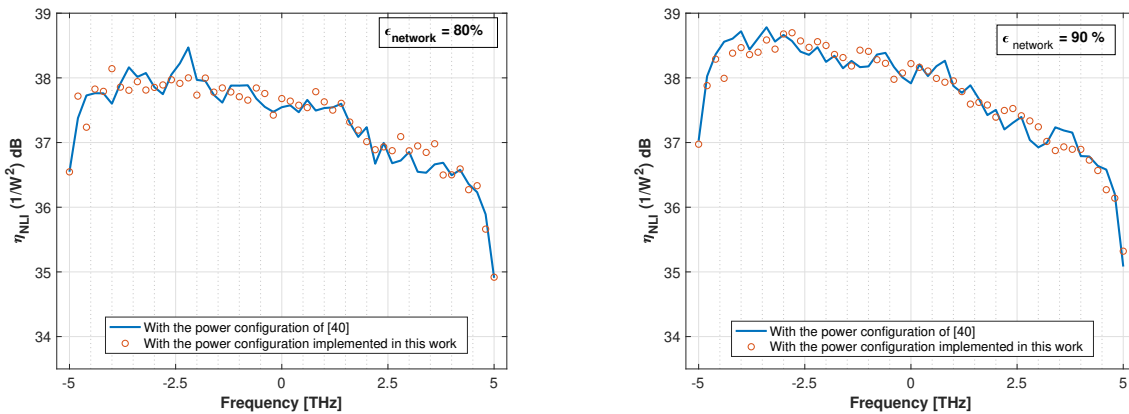 39
38
37
36
35
34
η_NLI (1/W^2) dB
ϵ_network = 80%
With the power configuration of [40]
With the power configuration implemented in this work
-5 -2.5 0 2.5 5
Frequency [THz]
39
38
37
36
35
34
η_NLI (1/W^2) dB
ϵ_network = 90 %
With the power configuration of [40]
With the power configuration implemented in this work
-5 -2.5 0 2.5 5
Frequency [THz]